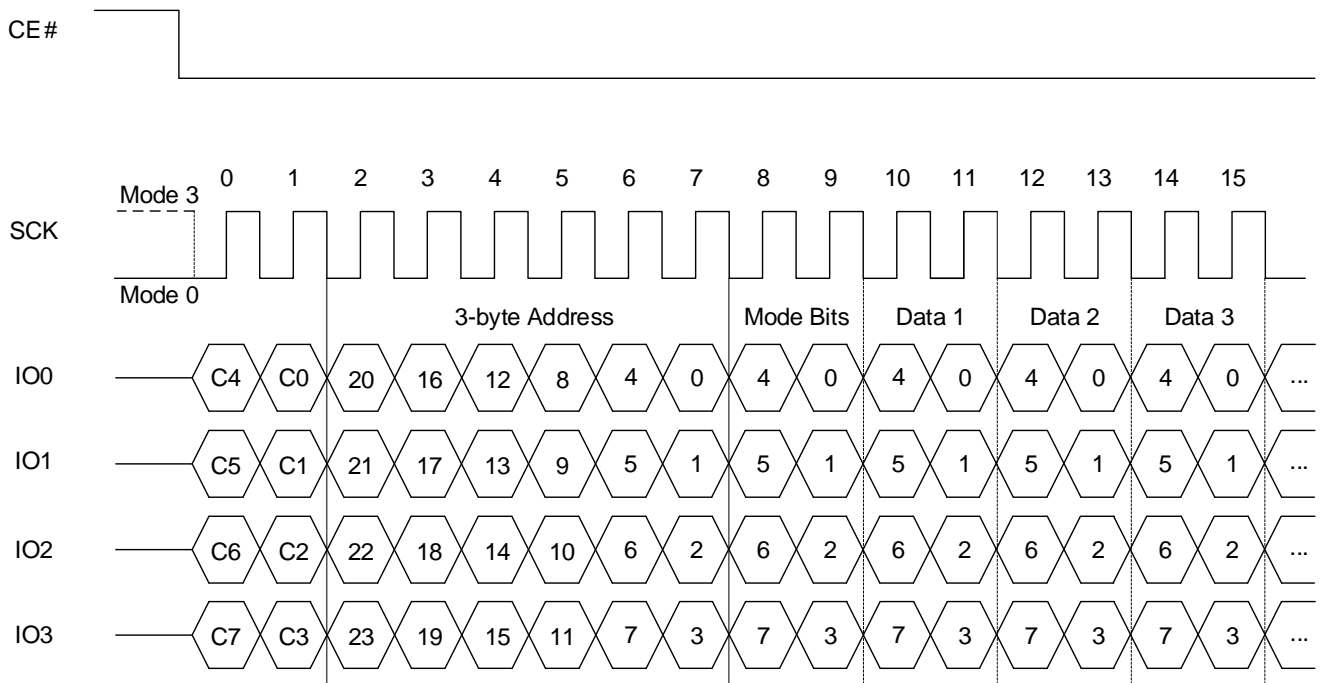 CE#
0 1 2 3 4 5 6 7 8 9 10 11 12 13 14 15
Mode 3
SCK
Mode 0
3-byte Address Mode Bits Data 1 Data 2 Data 3
IO0 C4 C0 20 16 12 8 4 0 4 0 4 0 4 0 4 0 ...
IO1 C5 C1 21 17 13 9 5 1 5 1 5 1 5 1 5 1 ...
IO2 C6 C2 22 18 14 10 6 2 6 2 6 2 6 2 6 2 ...
IO3 C7 C3 23 19 15 11 7 3 7 3 7 3 7 3 7 3 ...